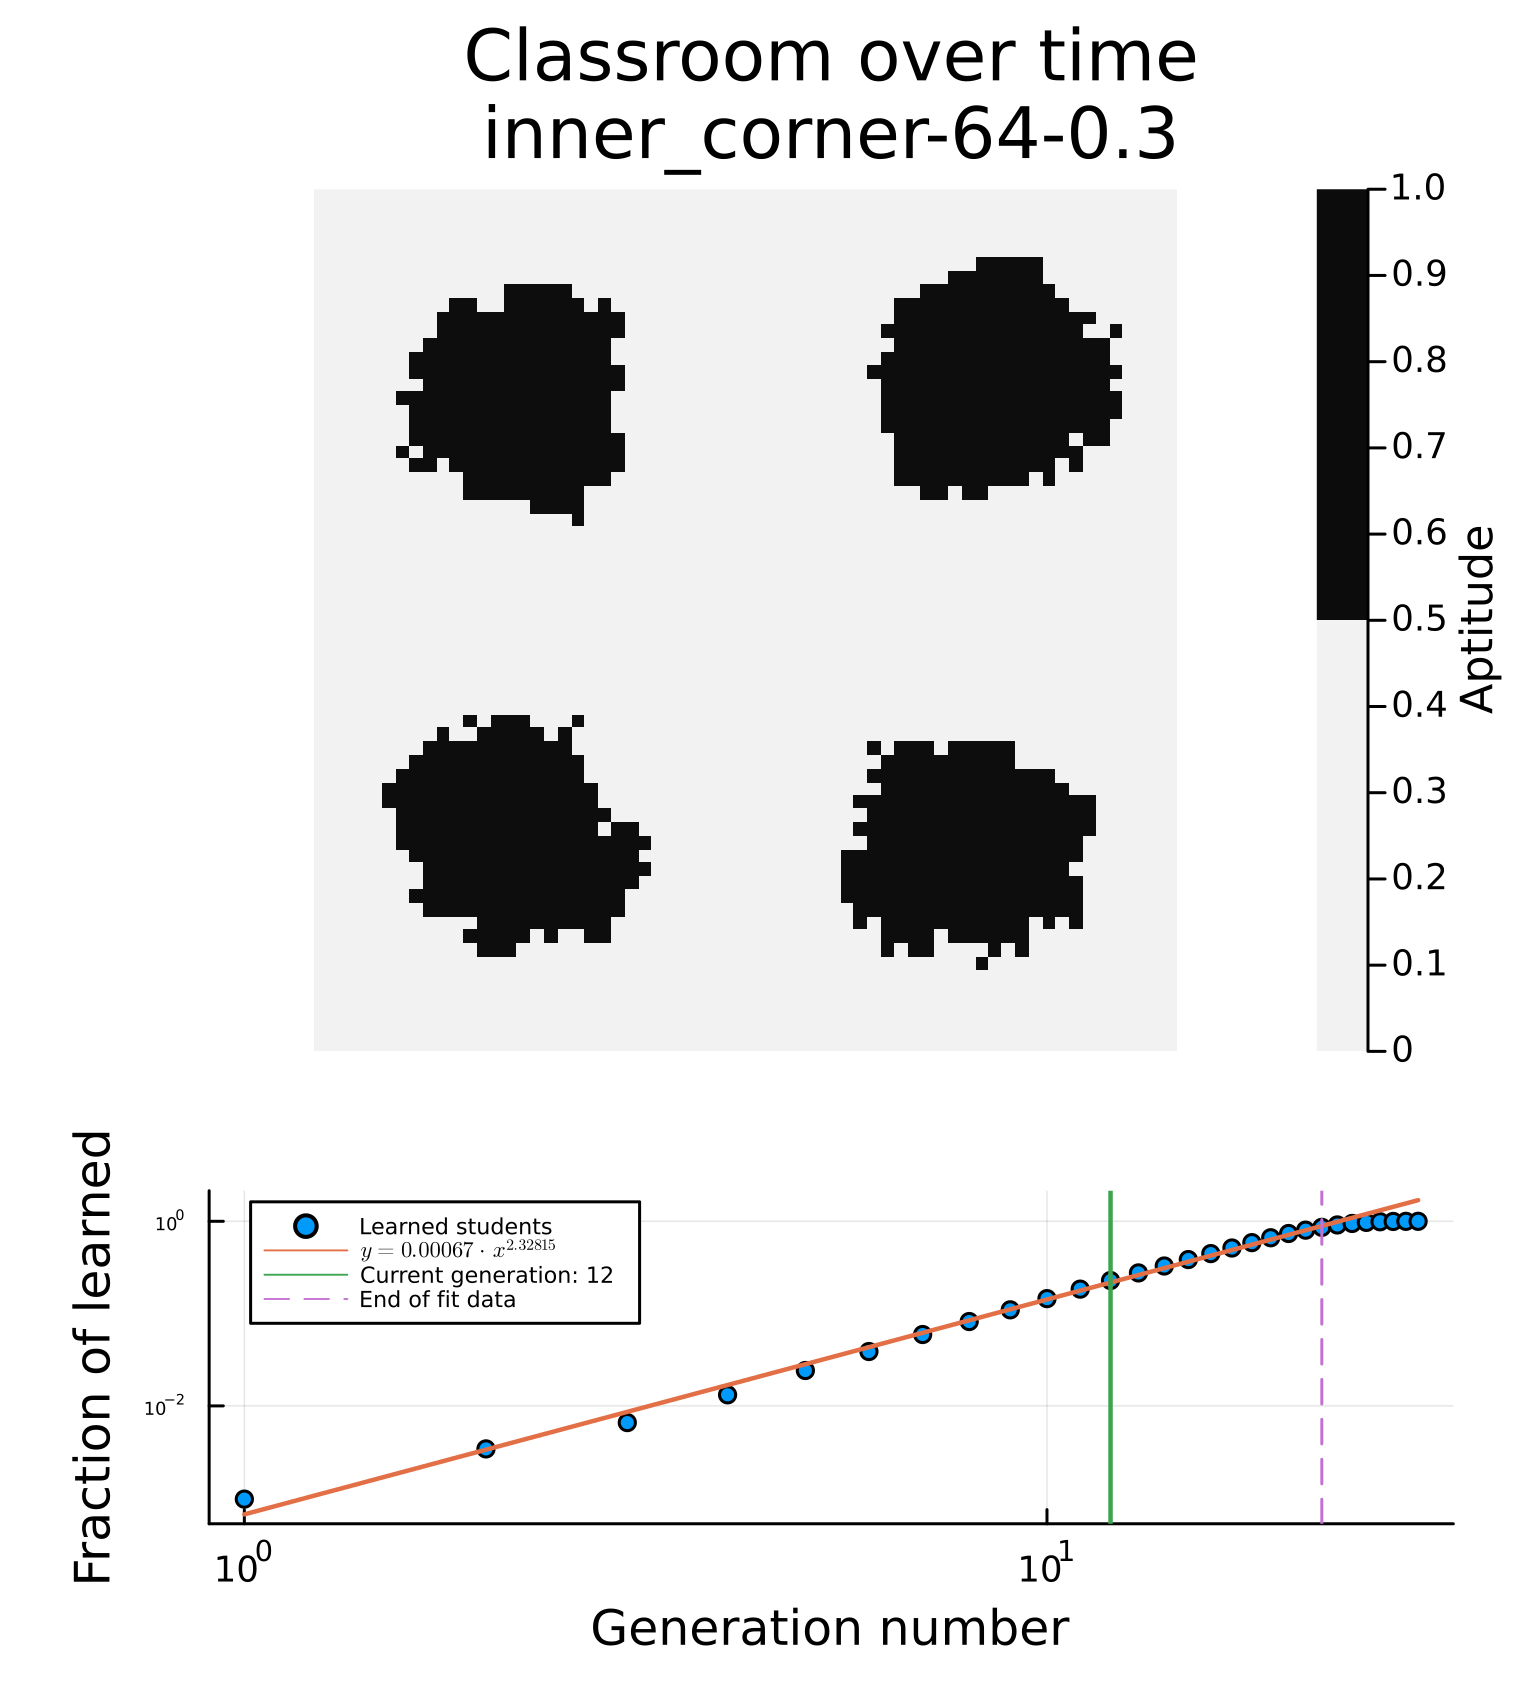 Classroom over time
inner_corner-64-0.3
1.0
0.9
0.8
0.7
0.6
0.5
0.4
0.3
0.2
0.1
0
Aptitude
Fraction of learned
10⁰
10⁻²
Learned students
y = 0.00067 · x^2.32815
Current generation: 12
End of fit data
10⁰
10¹
Generation number